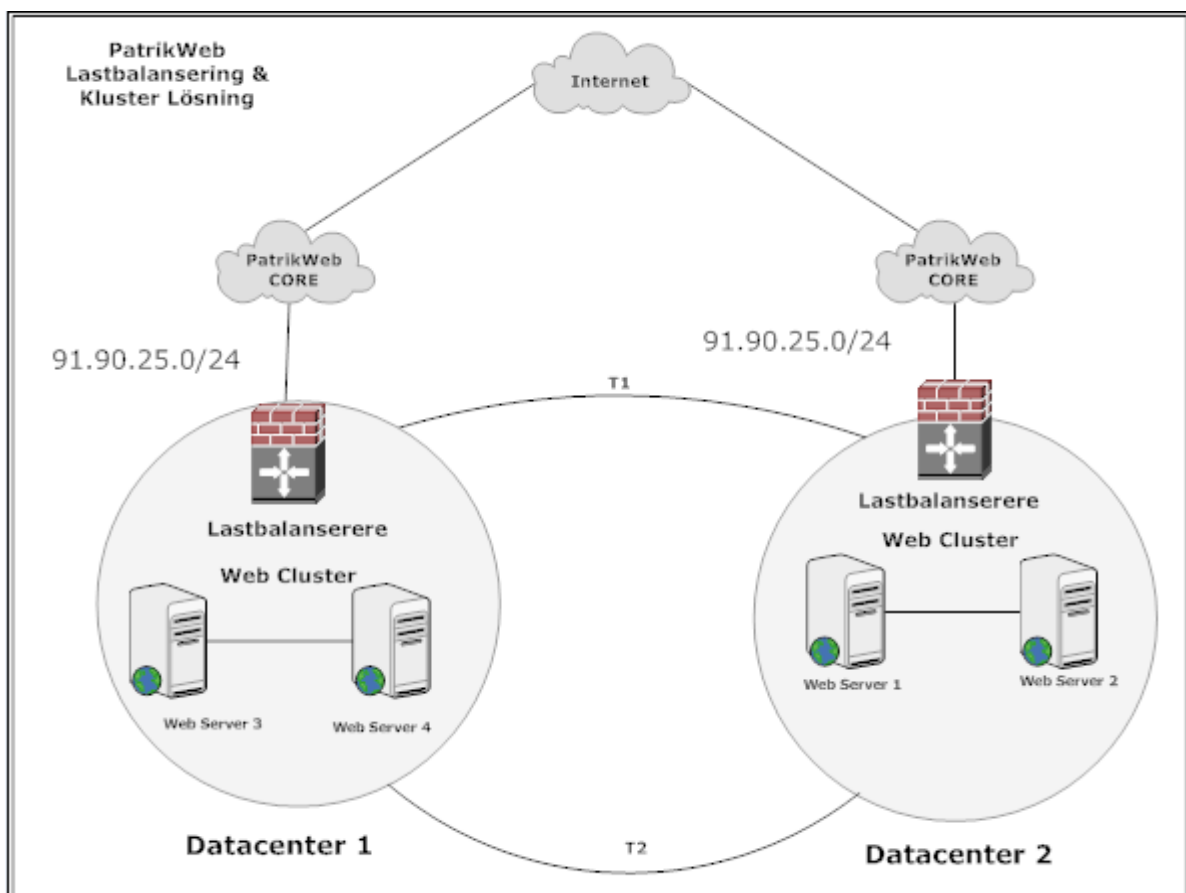 PatrikWeb
Lastbalansering &
Kluster Lösning
Internet
PatrikWeb
CORE
PatrikWeb
CORE
91.90.25.0/24
91.90.25.0/24
T1
Lastbalanserere
Web Cluster
Web Server 3
Web Server 4
Lastbalanserere
Web Cluster
Web Server 1
Web Server 2
Datacenter 1
T2
Datacenter 2